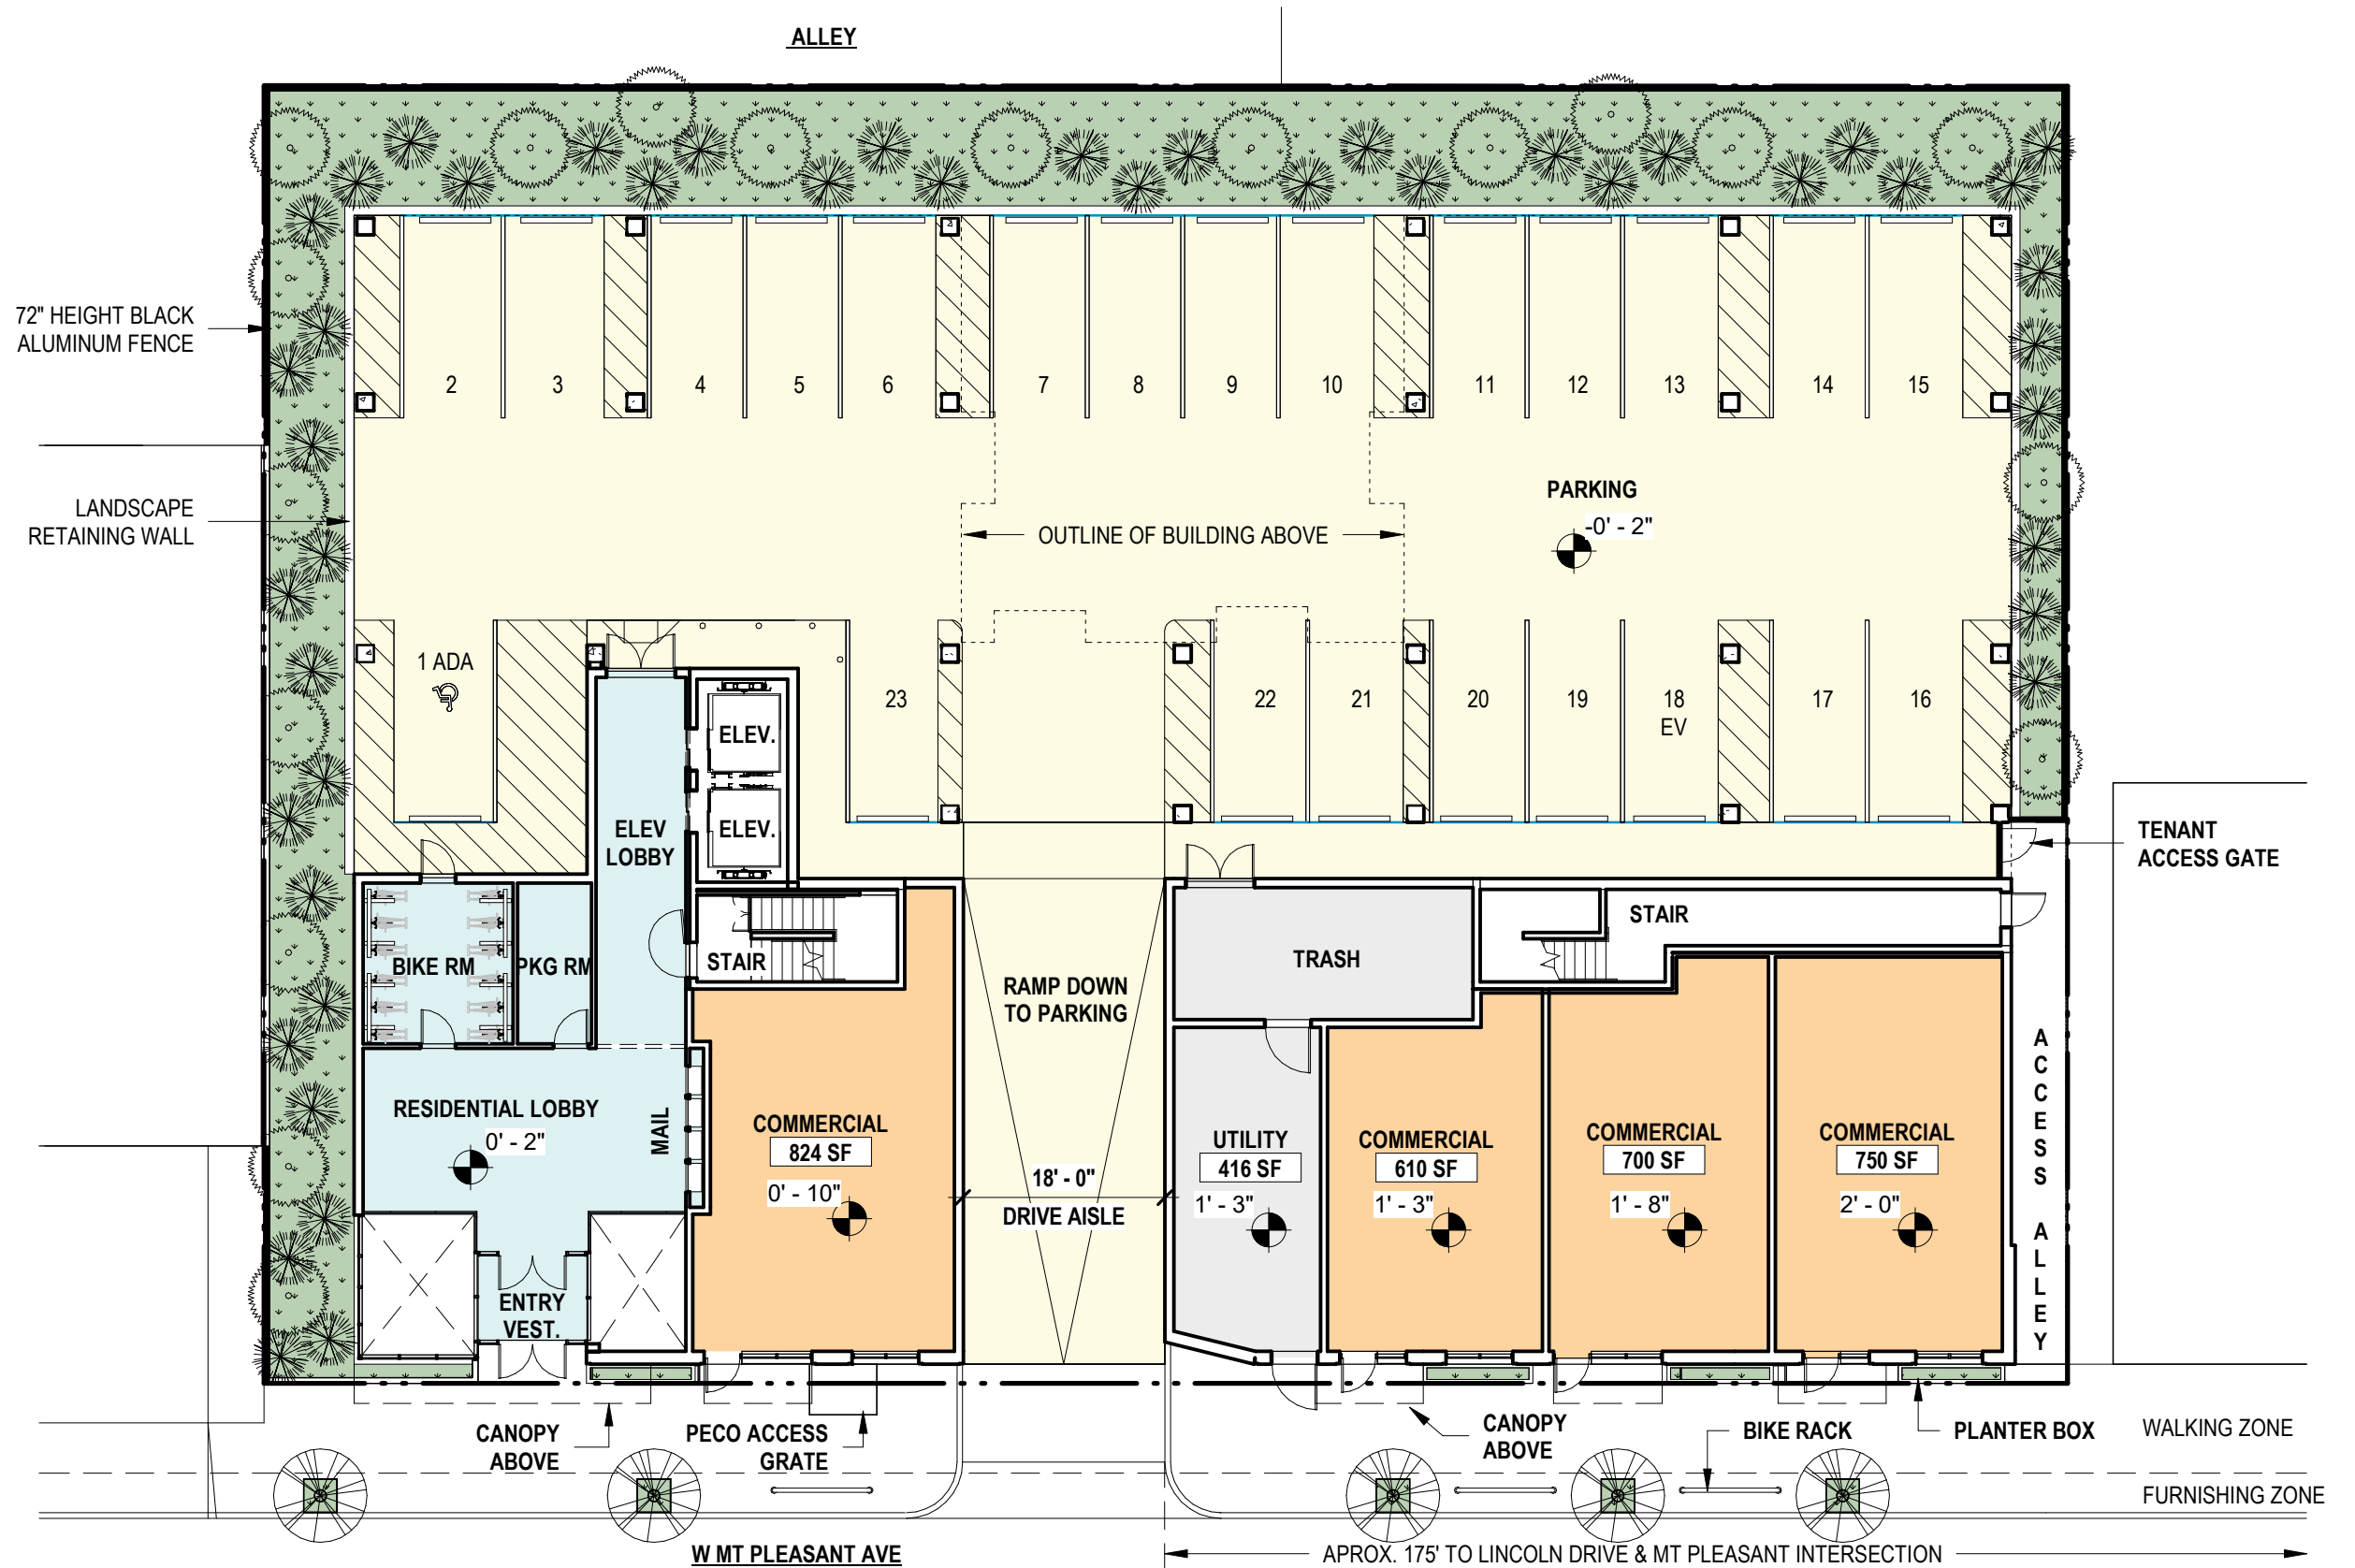 ALLEY
72" HEIGHT BLACK
ALUMINUM FENCE
2
3
4
5
6
7
8
9
10
11
12
13
14
15
LANDSCAPE
RETAINING WALL
PARKING
-0' - 2"
OUTLINE OF BUILDING ABOVE
1 ADA
23
22
21
20
19
18
EV
17
16
ELEV.
ELEV.
ELEV
LOBBY
TENANT
ACCESS GATE
BIKE RM
PKG RM
STAIR
STAIR
TRASH
RAMP DOWN
TO PARKING
RESIDENTIAL LOBBY
0' - 2"
MAIL
COMMERCIAL
824 SF
0' - 10"
18' - 0"
DRIVE AISLE
UTILITY
416 SF
1' - 3"
COMMERCIAL
610 SF
1' - 3"
COMMERCIAL
700 SF
1' - 8"
COMMERCIAL
750 SF
2' - 0"
ACCESS ALLEY
ENTRY
VEST.
CANOPY
ABOVE
PECO ACCESS
GRATE
CANOPY
ABOVE
BIKE RACK
PLANTER BOX
WALKING ZONE
FURNISHING ZONE
W MT PLEASANT AVE
APROX. 175' TO LINCOLN DRIVE & MT PLEASANT INTERSECTION